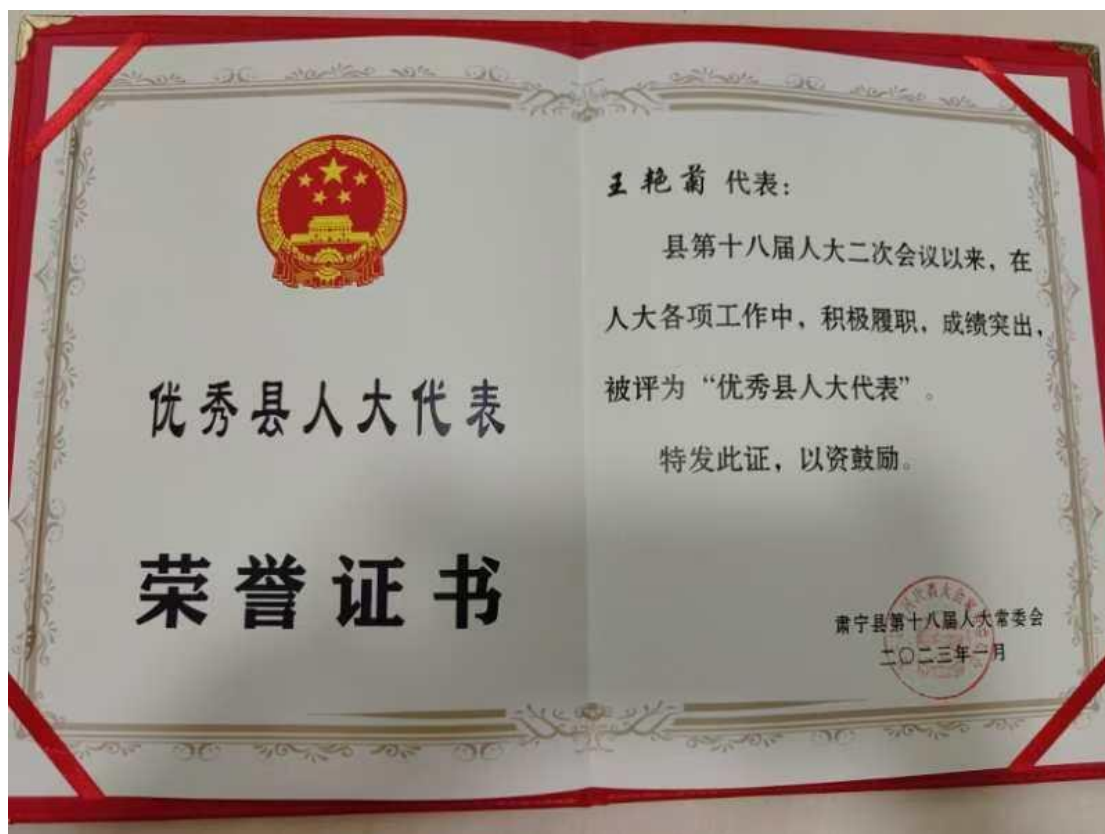 优秀县人大代表
荣誉证书
王艳菊 代表：
县第十八届人大二次会议以来，在
人大各项工作中，积极履职，成绩突出，
被评为“优秀县人大代表”。
特发此证，以资鼓励。
肃宁县第十八届人大常委会
二〇二三年一月